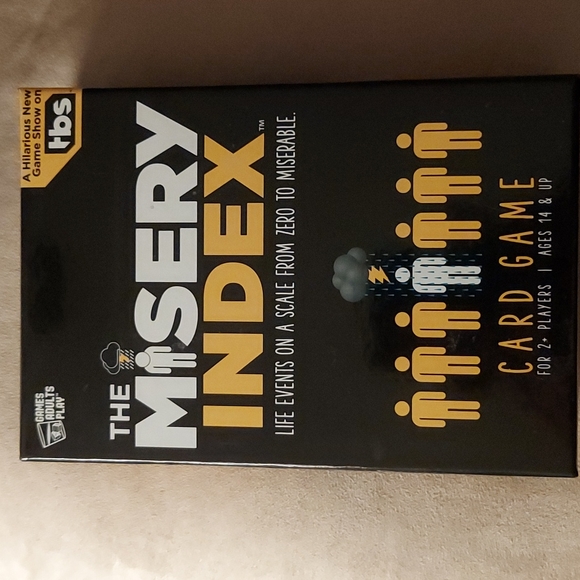 GAMES
ADULTS
PLAY™
A Hilarious New
Game Show on
tbs
THE
MISERY
INDEX™
LIFE EVENTS ON A SCALE FROM ZERO TO MISERABLE.
CARD GAME
FOR 2+ PLAYERS | AGES 14 & UP